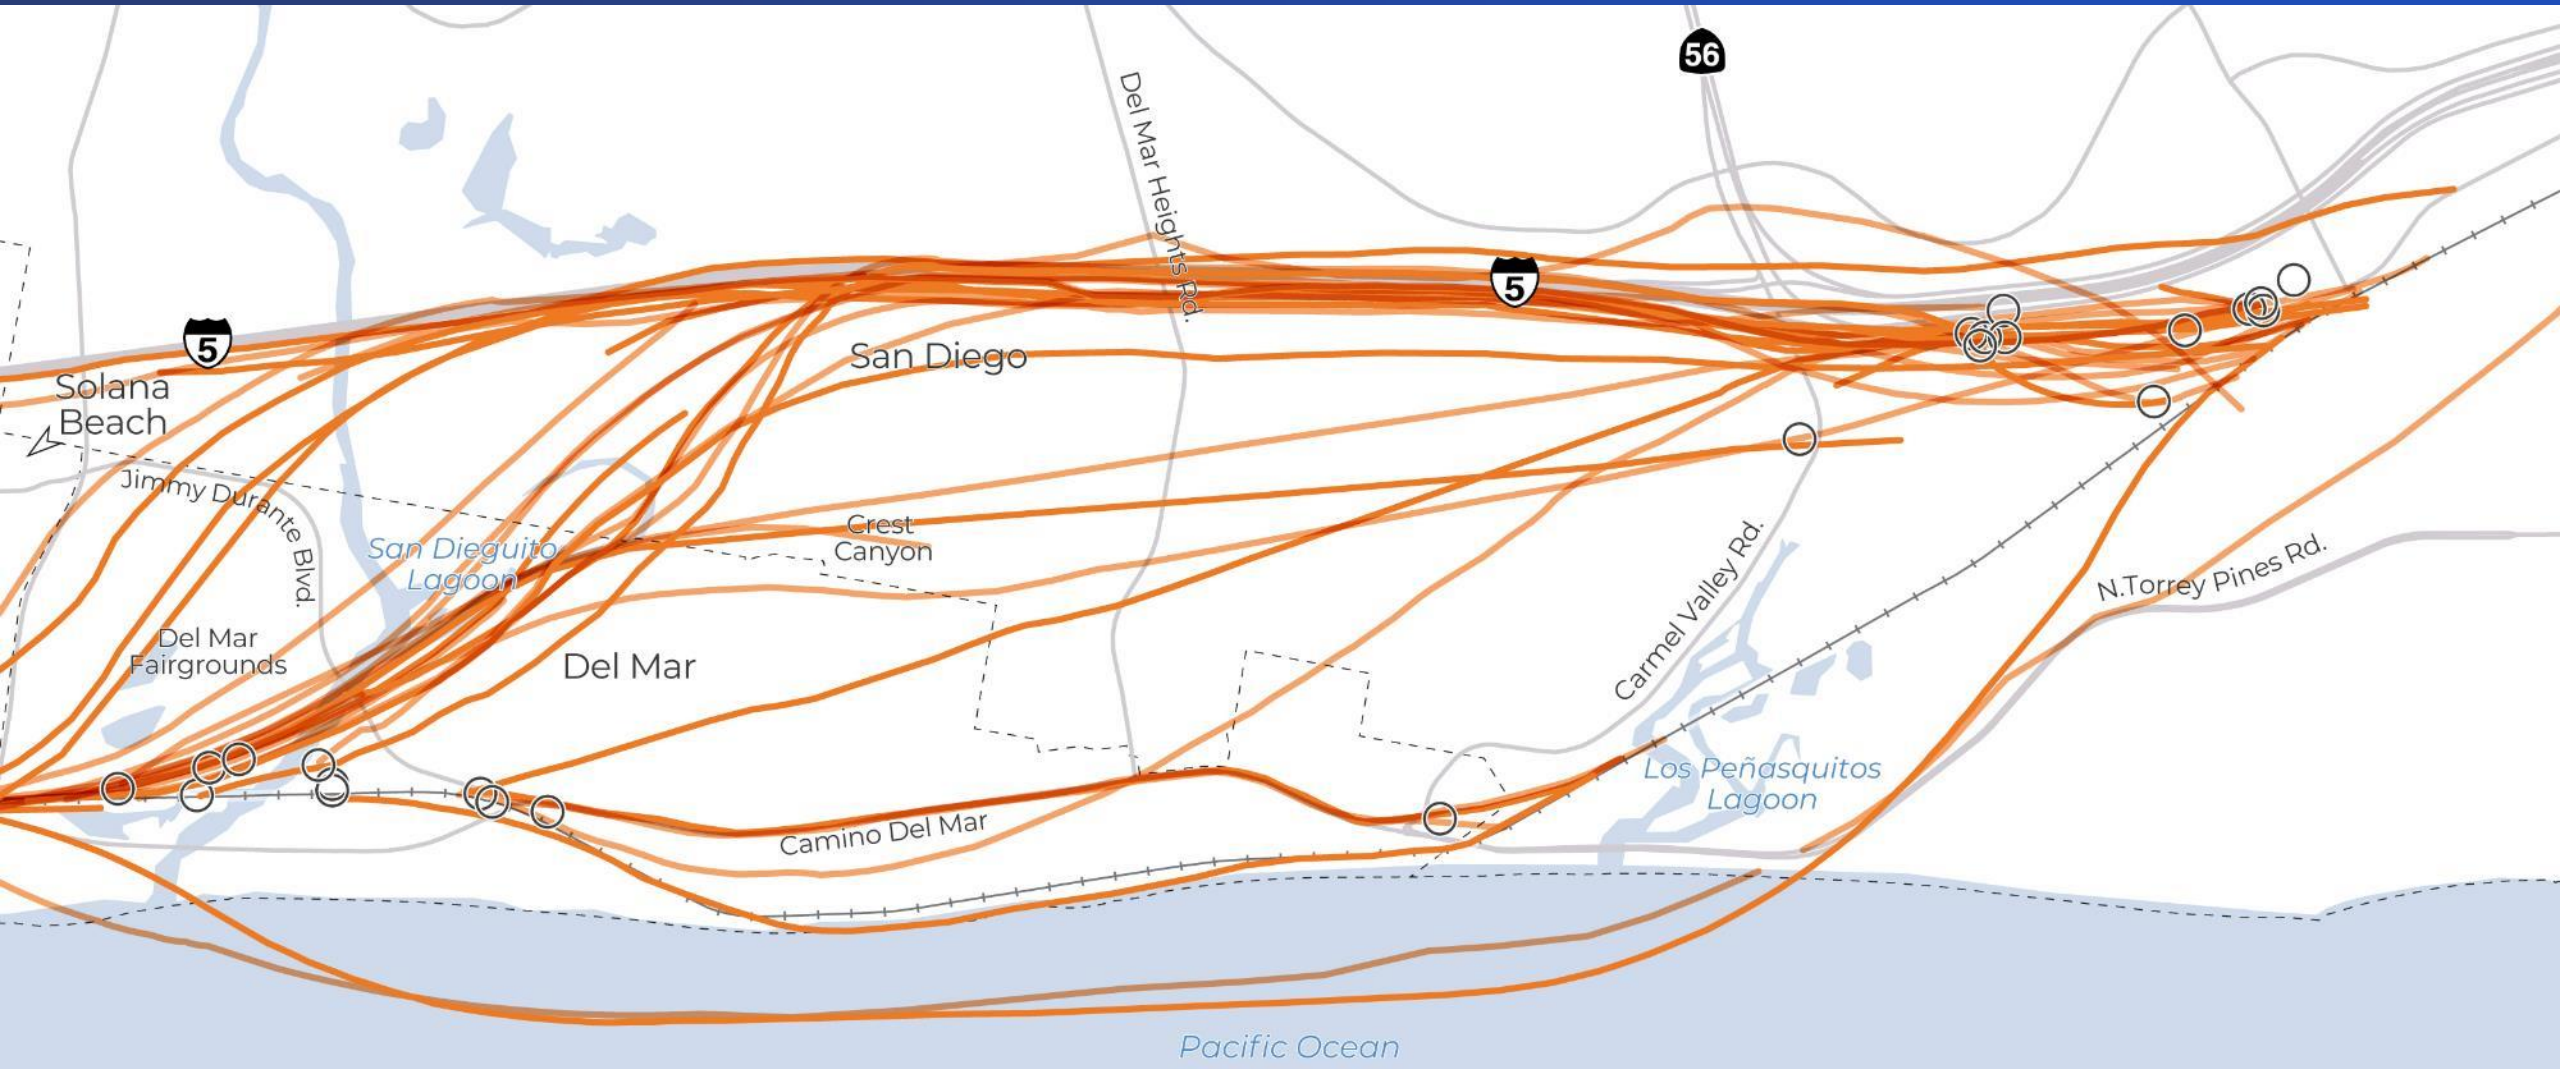 56
Del Mar Heights Rd.
5
5
San Diego
Solana
Beach
Jimmy Durante Blvd.
San Dieguito
Lagoon
Crest
Canyon
Del Mar
Fairgrounds
Del Mar
Carmel Valley Rd.
N.Torrey Pines Rd.
Los Peñasquitos
Lagoon
Camino Del Mar
Pacific Ocean